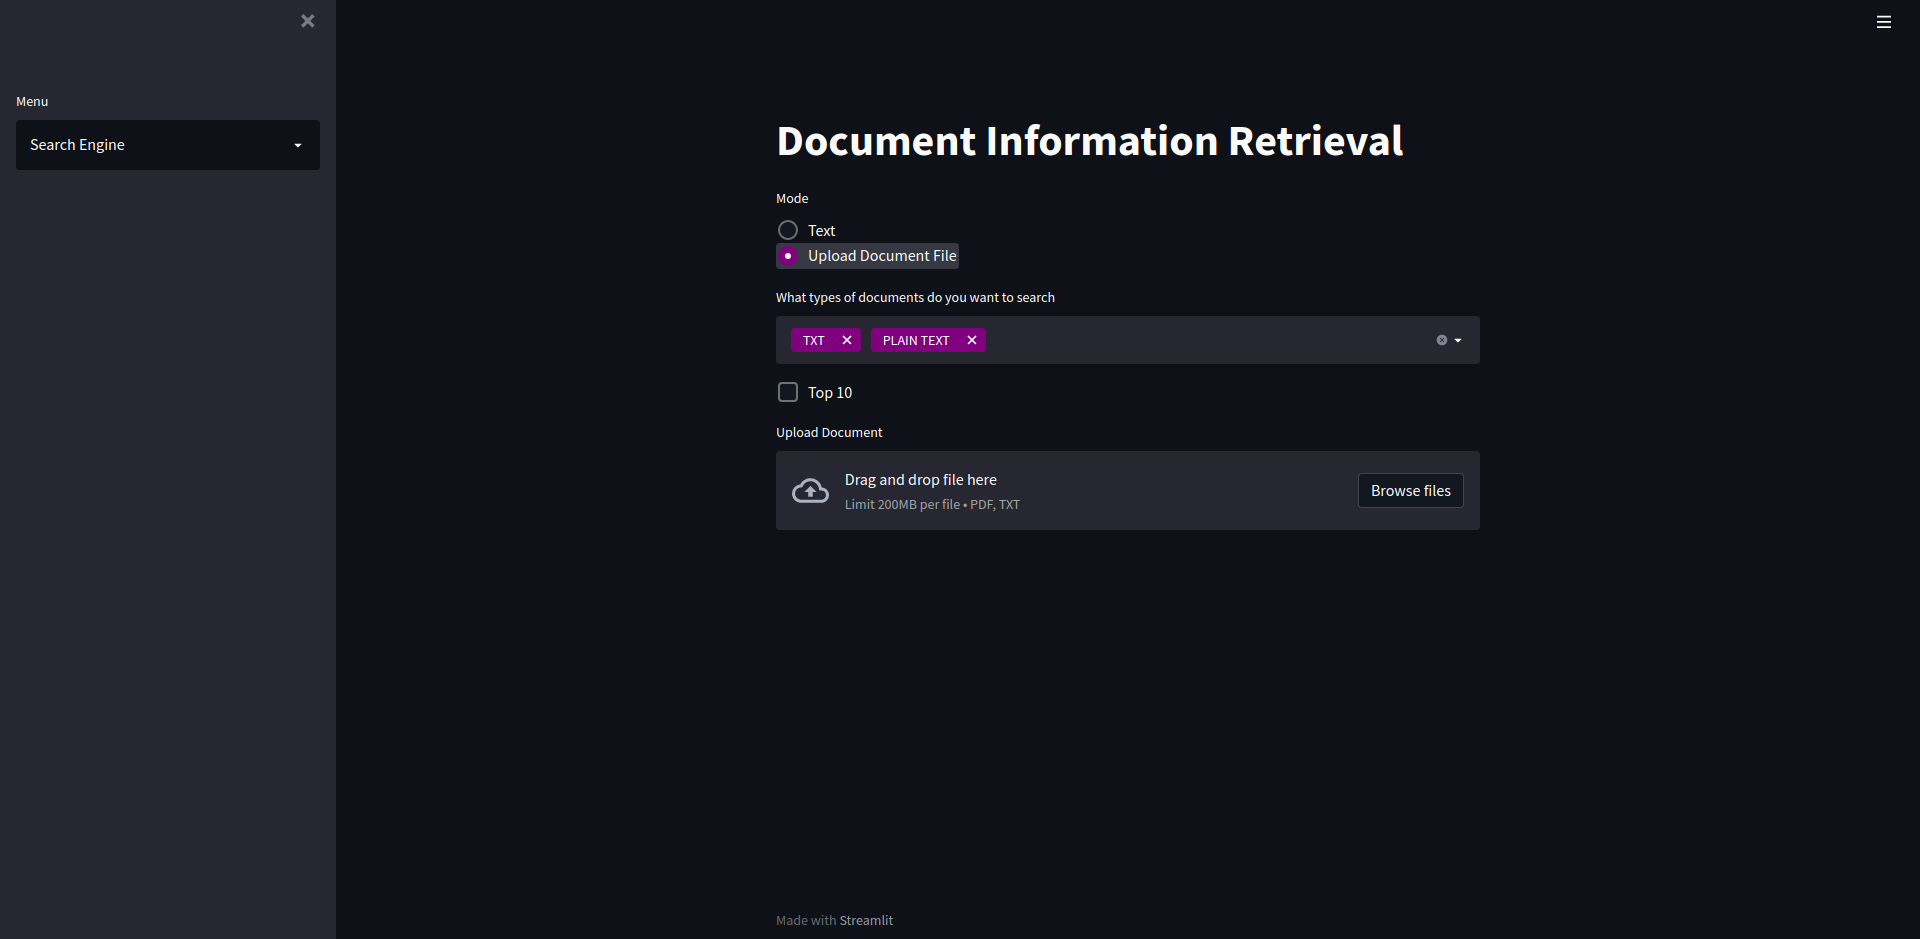 Menu
Search Engine
Document Information Retrieval
Mode
Text
Upload Document File
What types of documents do you want to search
TXT PLAIN TEXT
Top 10
Upload Document
Drag and drop file here
Limit 200MB per file • PDF, TXT
Browse files
Made with Streamlit